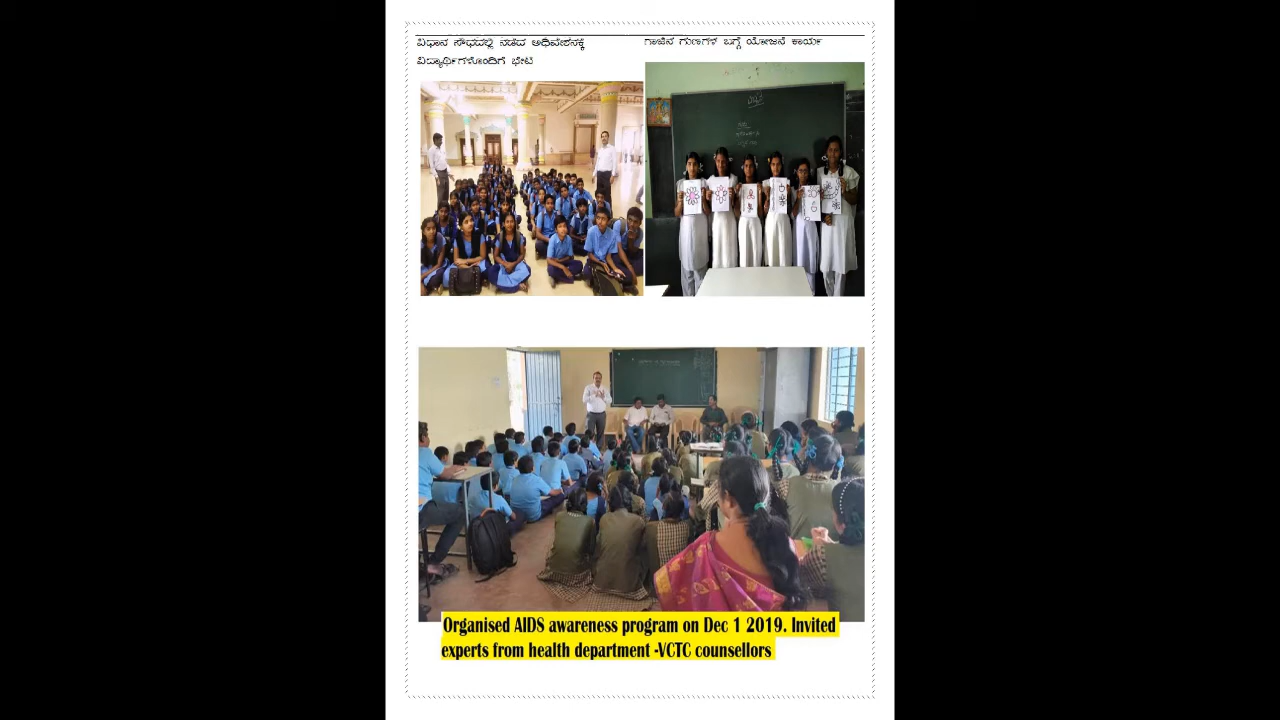 ವಿಧಾನ ಸೌಧದಲ್ಲಿ ನಡೆದ ಅಧಿವೇಶನಕ್ಕೆ
ವಿದ್ಯಾರ್ಥಿಗಳೊಂದಿಗೆ ಭೇಟಿ
ಗಾಜಿನ ಗುಣಗಳ ಬಗ್ಗೆ ಯೋಜನೆ ಕಾರ್ಯ
Organised AIDS awareness program on Dec 1 2019. Invited
experts from health department -VCTC counsellors